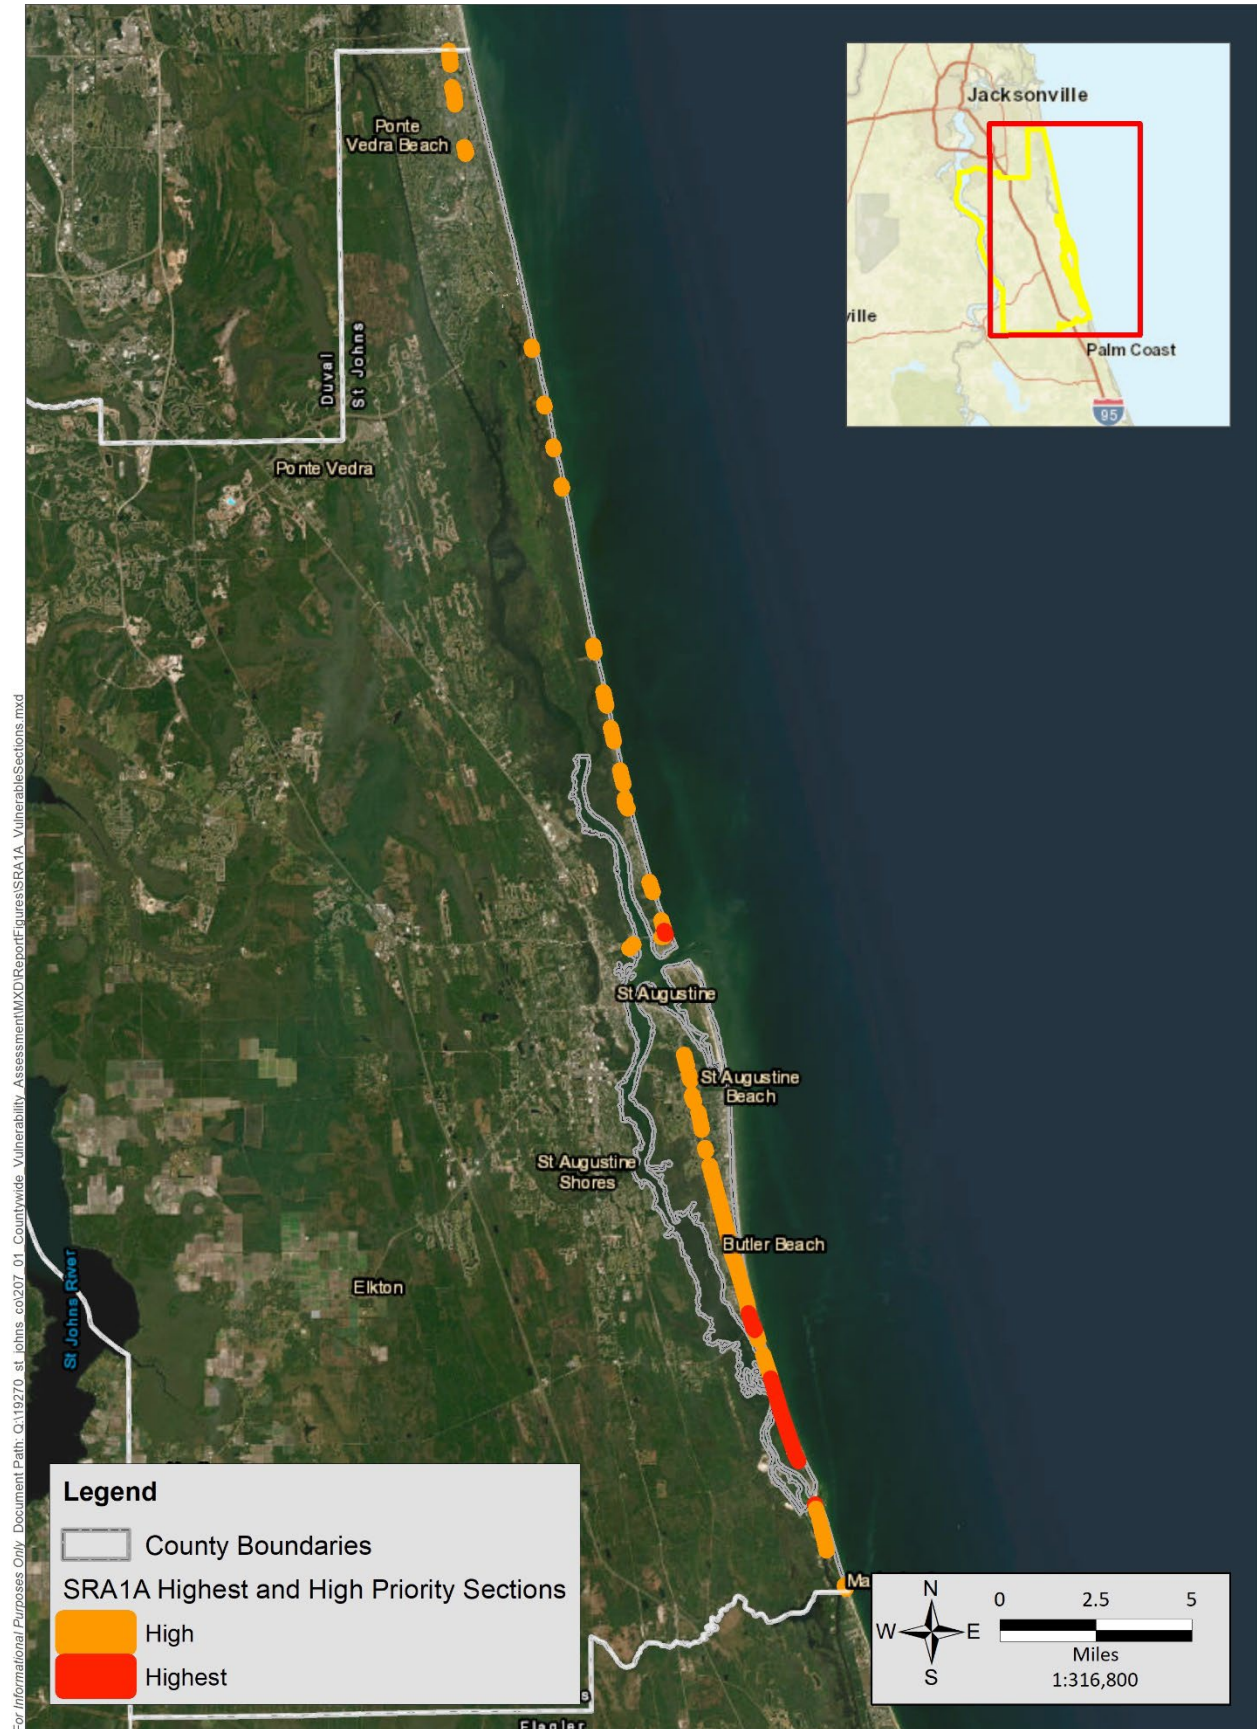 Jacksonville
ville
Palm Coast
95
Ponte
Vedra Beach
Duval
St Johns
Ponte Vedra
St Augustine
St Augustine
Beach
St Augustine
Shores
Butler Beach
Elkton
St Johns River
Ma
Flagler
Legend
County Boundaries
SRA1A Highest and High Priority Sections
High
Highest
N
W
E
S
0 2.5 5
Miles
1:316,800
For Informational Purposes Only Document Path: Q:\19270_st_johns_co\207_01_Countywide_Vulnerability_Assessment\MXD\ReportFigures\SRA1A_VulnerableSections.mxd